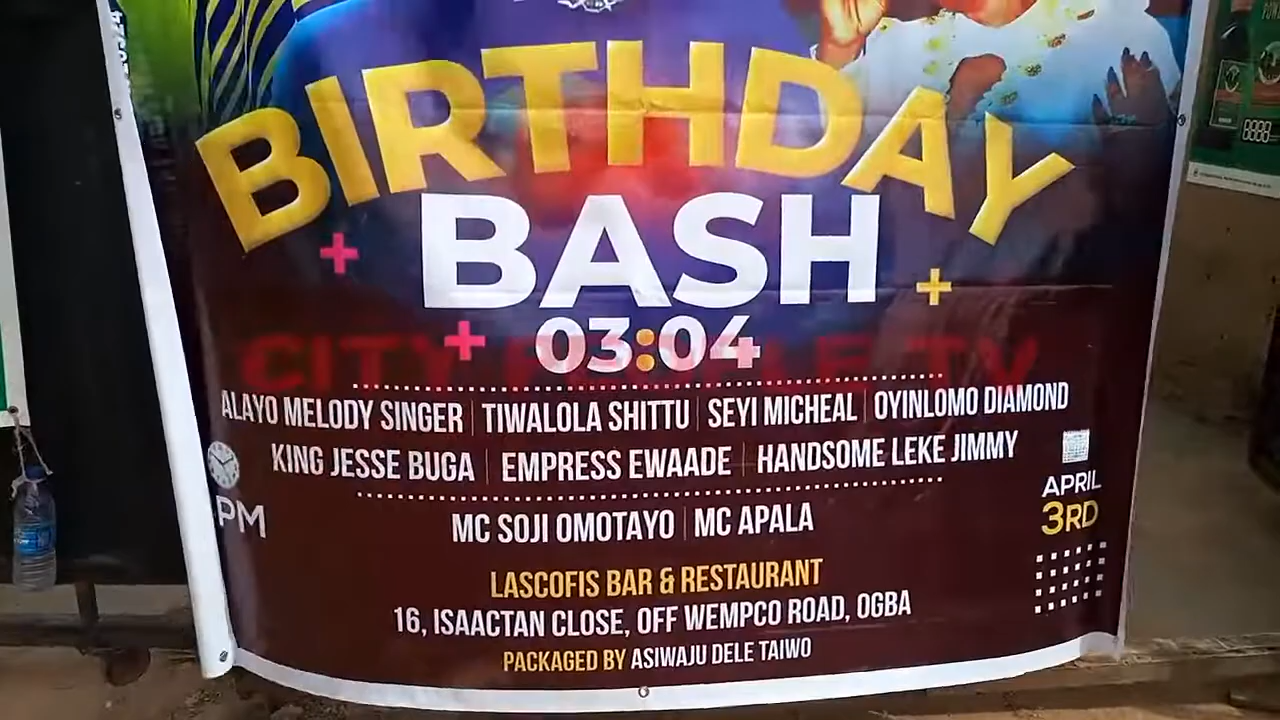 BIRTHDAY
BASH
03:04
ALAYO MELODY SINGER | TIWALOLA SHITTU | SEYI MICHEAL | OYINLOMO DIAMOND
KING JESSE BUGA | EMPRESS EWAADE | HANDSOME LEKE JIMMY
PM
APRIL
3RD
MC SOJI OMOTAYO | MC APALA
LASCOFIS BAR & RESTAURANT
16, ISAACTAN CLOSE, OFF WEMPCO ROAD, OGBA
PACKAGED BY ASIWAJU DELE TAIWO
CITY TV